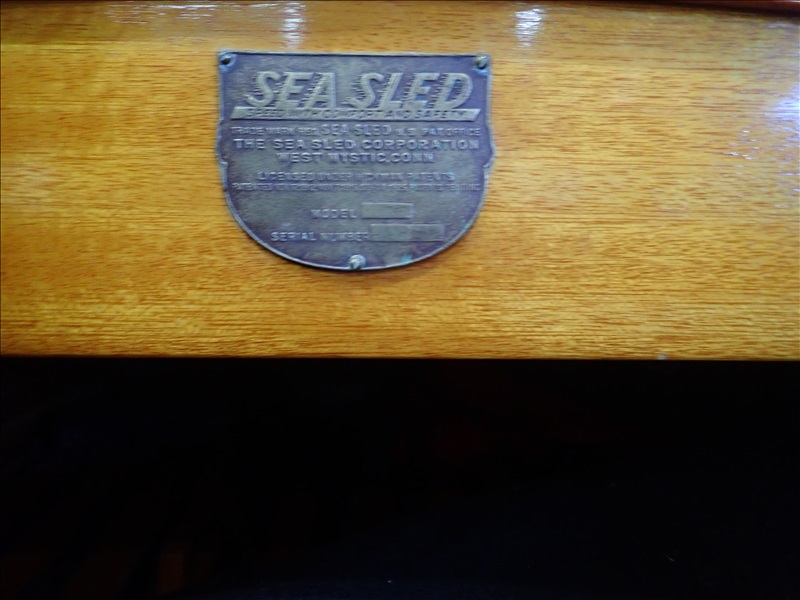 SEA SLED
SPEED WITH COMFORT AND SAFETY
TRADE MARK REG. SEA SLED U.S. PAT. OFFICE
THE SEA SLED CORPORATION
WEST MYSTIC, CONN
LICENSED UNDER HICKMAN PATENTS
MODEL
SERIAL NUMBER